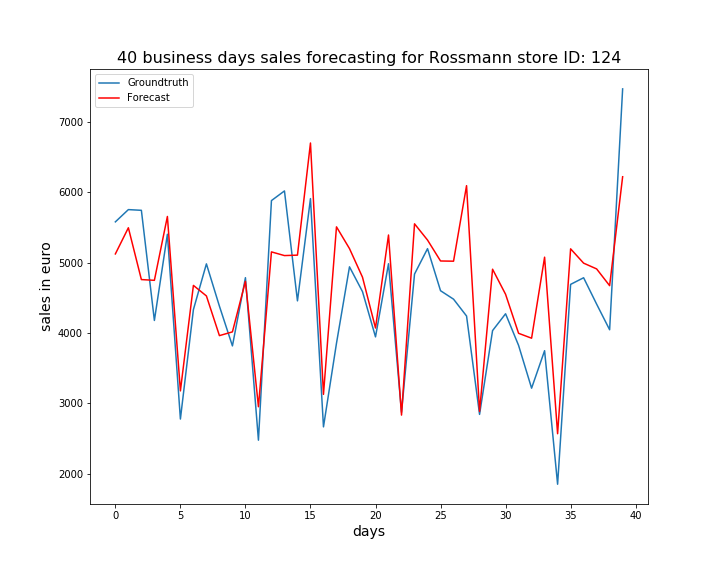 40 business days sales forecasting for Rossmann store ID: 124
Groundtruth
Forecast
7000
6000
5000
4000
3000
2000
sales in euro
0 5 10 15 20 25 30 35 40
days